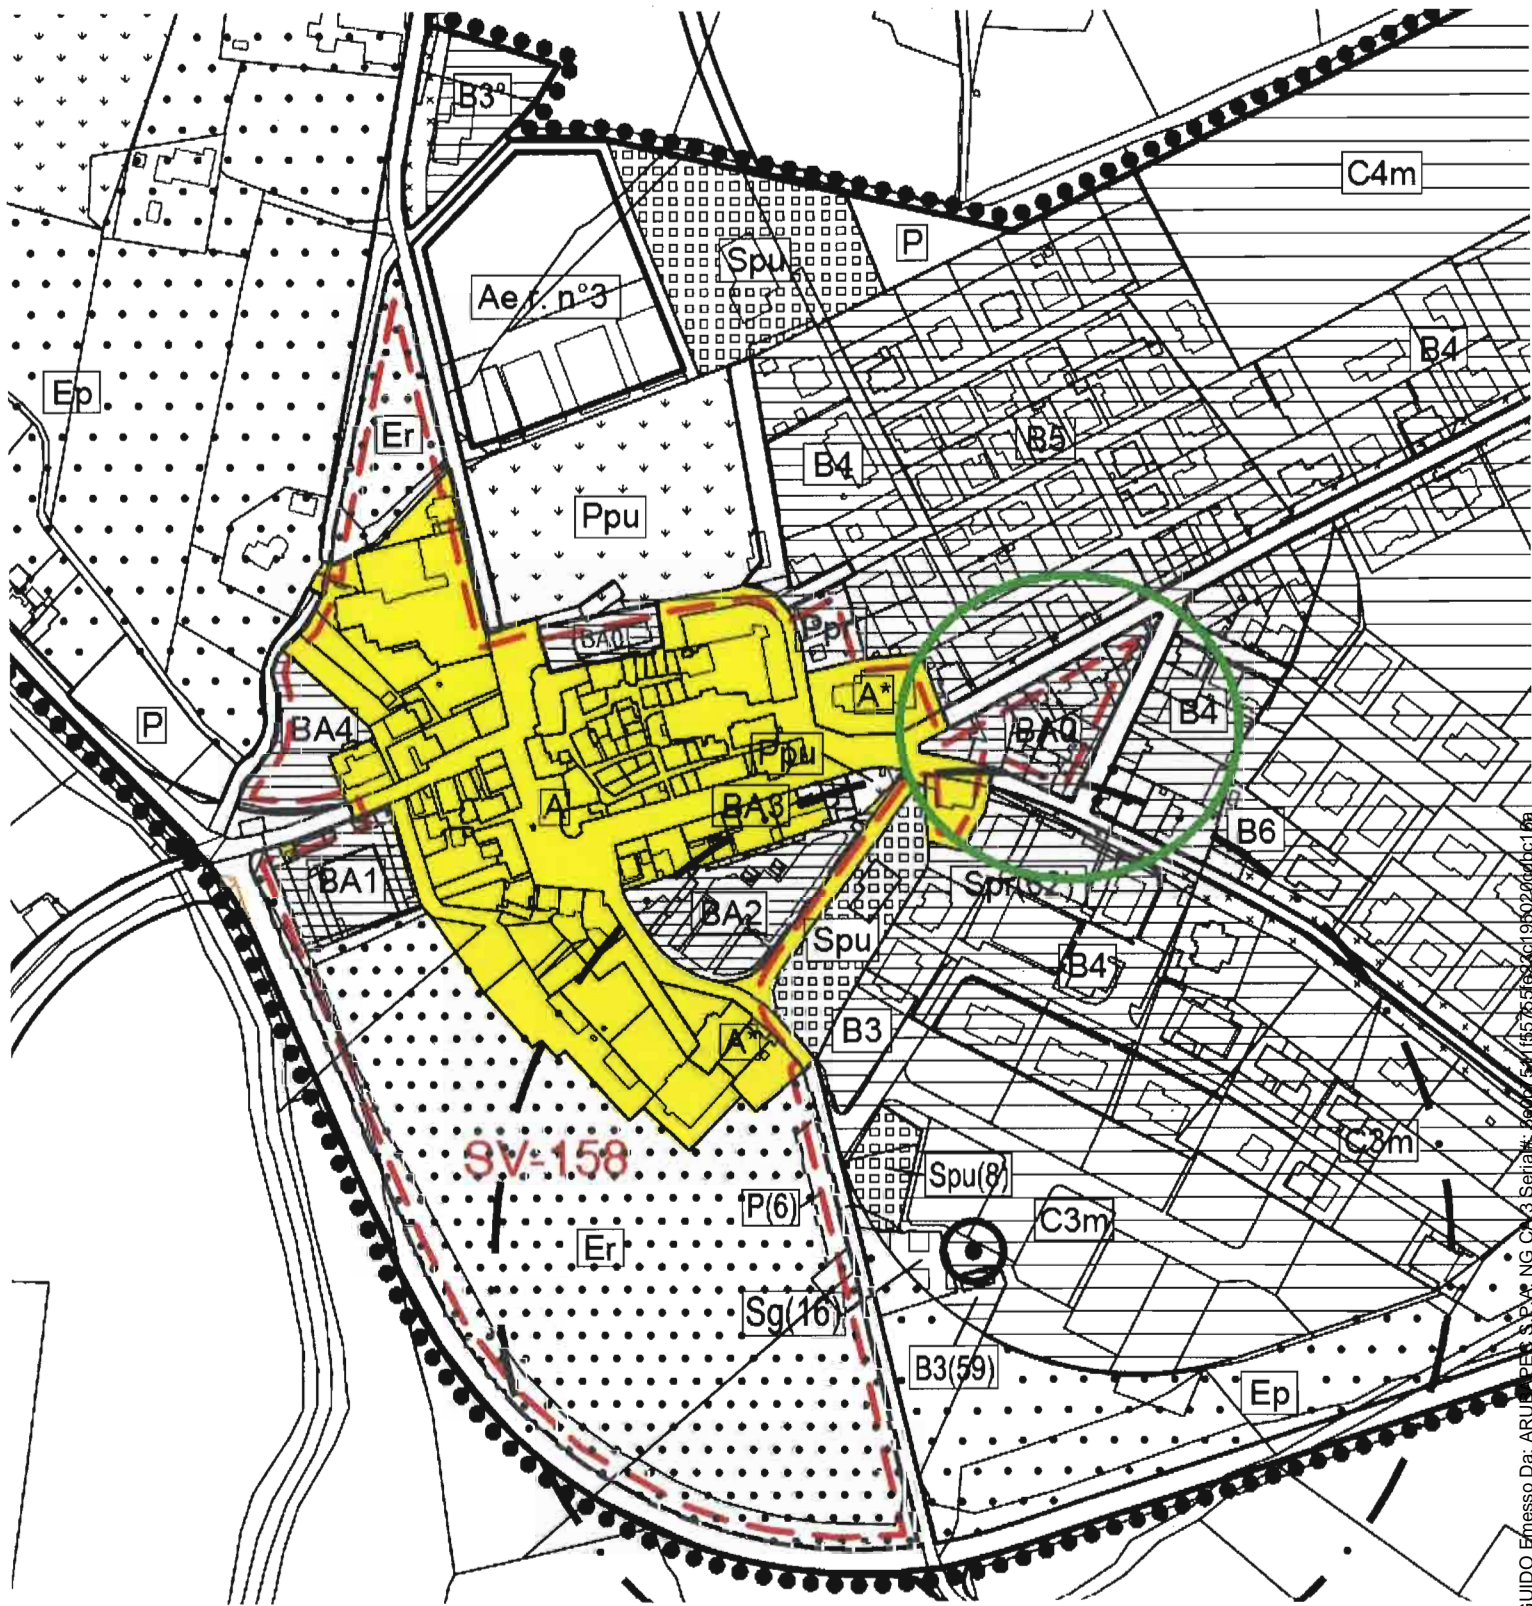 B3°
C4m
P
Spu
Ae.r. n°3
B4
Ep
Er
B5
B4
Ppu
BA0
Pp
A*
B4
BA0
P
BA4
Ppu
A
BA3
B6
BA1
BA2
Spu
B4
B3
A*
C3m
SV-158
Spu(8)
P(6)
C3m
Er
Sg(16)
B3(59)
Ep